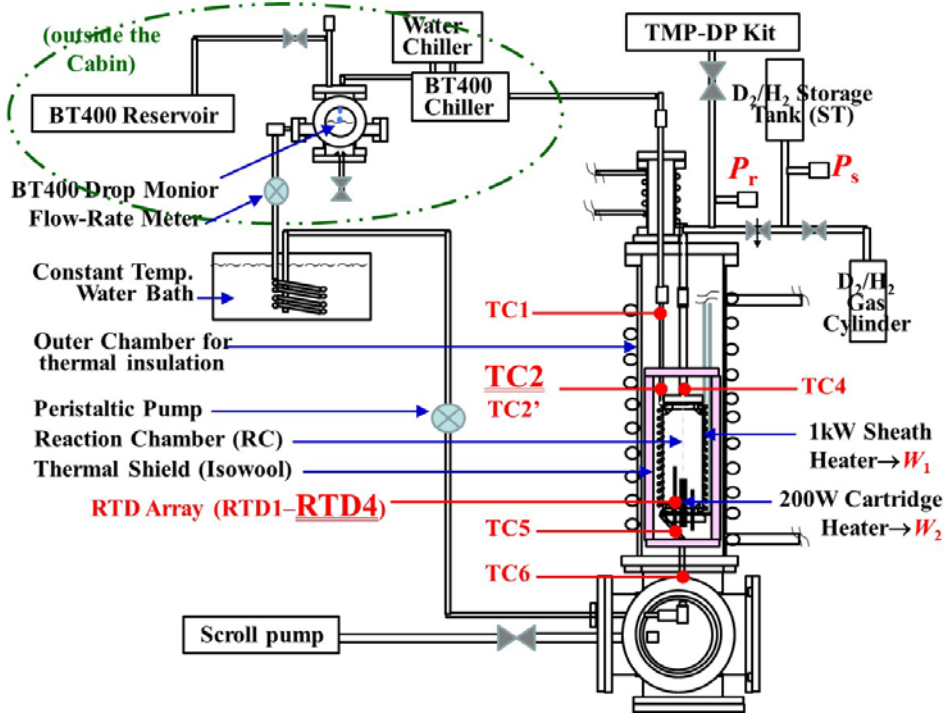 (outside the
Cabin)
Water
Chiller
TMP-DP Kit
BT400 Reservoir
BT400
Chiller
D2/H2 Storage
Tank (ST)
Pr
Ps
BT400 Drop Monior
Flow-Rate Meter
Constant Temp.
Water Bath
D2/H2
Gas
Cylinder
TC1
Outer Chamber for
thermal insulation
TC2
TC2’
TC4
Peristaltic Pump
Reaction Chamber (RC)
Thermal Shield (Isowool)
1kW Sheath
Heater→W1
RTD Array (RTD1–RTD4)
200W Cartridge
Heater→W2
TC5
TC6
Scroll pump